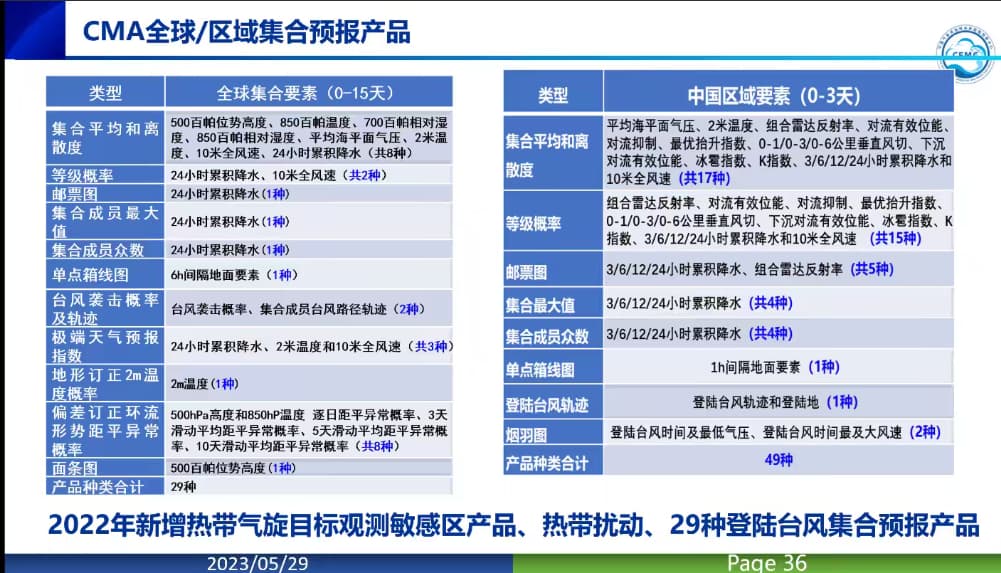 CMA全球/区域集合预报产品
CEMC
类型
全球集合要素（0-15天）
集合平均和离
散度
500百帕位势高度、850百帕温度、700百帕相对湿
度、850百帕相对湿度、平均海平面气压、2米温
度、10米全风速、24小时累积降水（共8种）
等级概率
24小时累积降水、10米全风速（共2种）
邮票图
24小时累积降水(1种)
集合成员最大
值
24小时累积降水(1种)
集合成员众数
24小时累积降水(1种)
单点箱线图
6h间隔地面要素（1种）
台风袭击概率
及轨迹
台风袭击概率、集合成员台风路径轨迹（2种）
极端天气预报
指数
24小时累积降水、2米温度和10米全风速（共3种）
地形订正2m温
度概率
2m温度(1种)
偏差订正环流
形势距平异常
概率
500hPa高度和850hP温度 逐日距平异常概率、3天
滑动平均距平异常概率、5天滑动平均距平异常概
率、10天滑动平均距平异常概率（共8种）
面条图
500百帕位势高度(1种)
产品种类合计
29种
类型
中国区域要素（0-3天）
集合平均和离
散度
平均海平面气压、2米温度、组合雷达反射率、对流有效位能、
对流抑制、最优抬升指数、0-1/0-3/0-6公里垂直风切、下沉
对流有效位能、冰雹指数、K指数、3/6/12/24小时累积降水和
10米全风速（共17种）
等级概率
组合雷达反射率、对流有效位能、对流抑制、最优抬升指数、
0-1/0-3/0-6公里垂直风切、下沉对流有效位能、冰雹指数、K
指数、3/6/12/24小时累积降水和10米全风速 （共15种）
邮票图
3/6/12/24小时累积降水、组合雷达反射率（共5种）
集合最大值
3/6/12/24小时累积降水（共4种）
集合成员众数
3/6/12/24小时累积降水（共4种）
单点箱线图
1h间隔地面要素（1种）
登陆台风轨迹
登陆台风轨迹和登陆地（1种）
烟羽图
登陆台风时间及最低气压、登陆台风时间最及大风速（2种）
产品种类合计
49种
2022年新增热带气旋目标观测敏感区产品、热带扰动、29种登陆台风集合预报产品
2023/05/29
Page 36